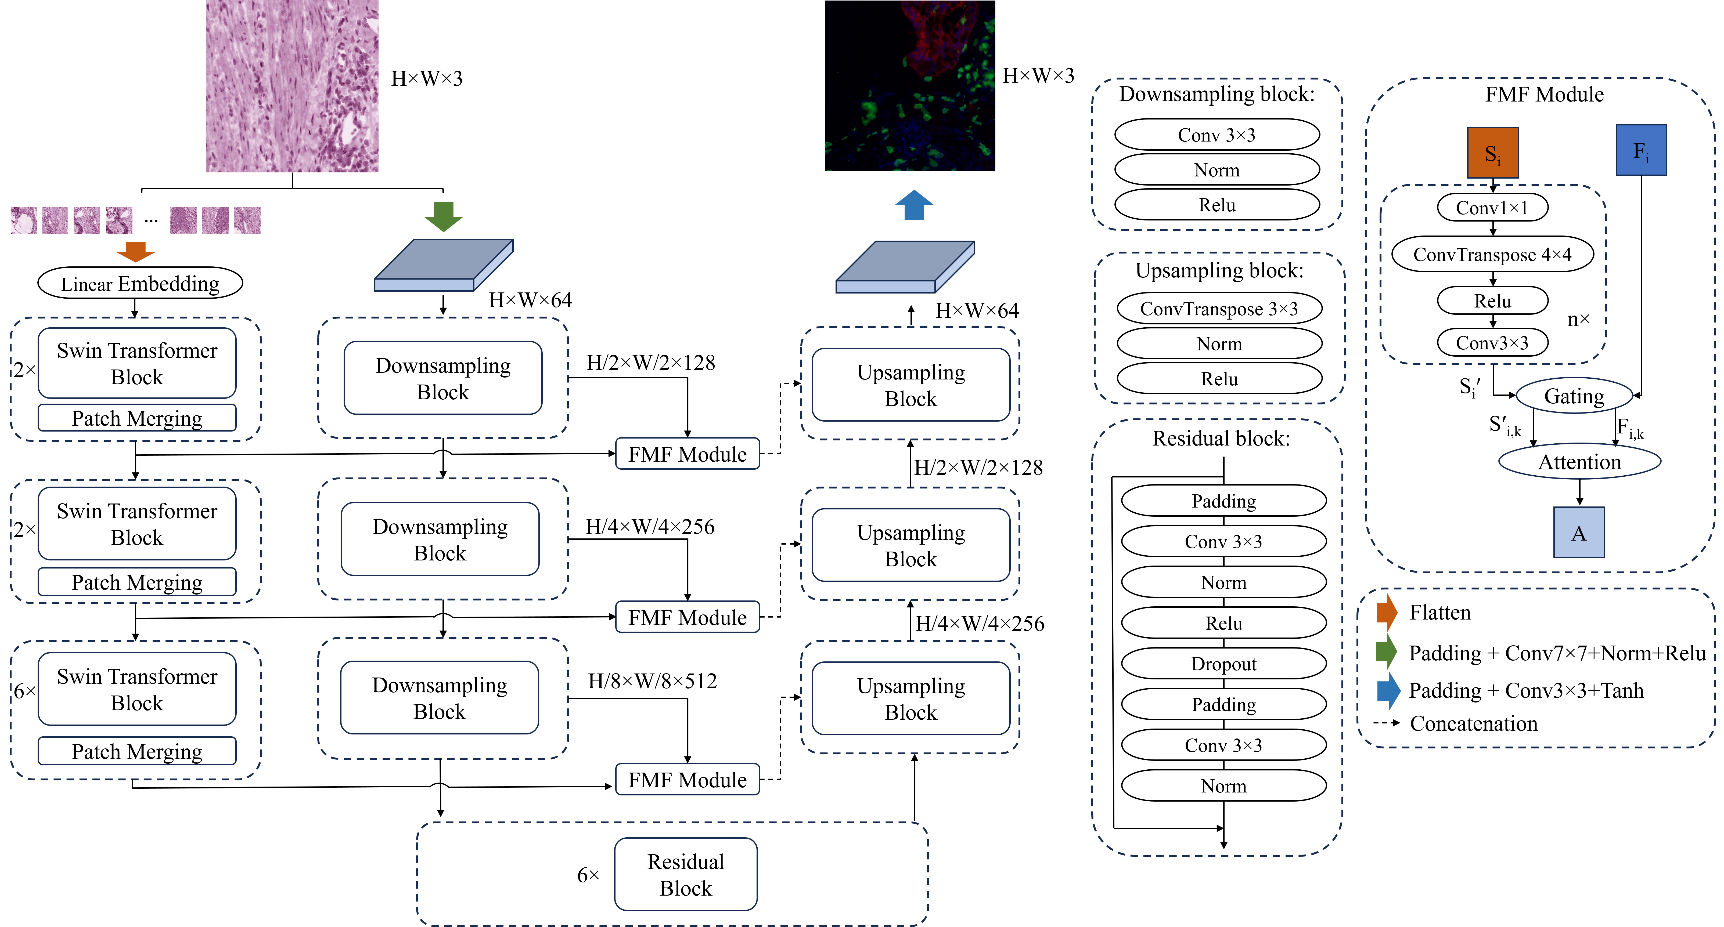 H×W×3
...
Linear Embedding
2×
Swin Transformer
Block
Patch Merging
2×
Swin Transformer
Block
Patch Merging
6×
Swin Transformer
Block
Patch Merging
H×W×64
Downsampling
Block
H/2×W/2×128
FMF Module
Downsampling
Block
H/4×W/4×256
FMF Module
Downsampling
Block
H/8×W/8×512
FMF Module
6×
Residual
Block
H×W×3
H×W×64
Upsampling
Block
H/2×W/2×128
Upsampling
Block
H/4×W/4×256
Upsampling
Block
Downsampling block:
Conv 3×3
Norm
Relu
Upsampling block:
ConvTranspose 3×3
Norm
Relu
Residual block:
Padding
Conv 3×3
Norm
Relu
Dropout
Padding
Conv 3×3
Norm
FMF Module
Si
Fi
Conv1×1
ConvTranspose 4×4
Relu
n×
Conv3×3
Si′
Gating
S′i,k
Fi,k
Attention
A
Flatten
Padding + Conv7×7+Norm+Relu
Padding + Conv3×3+Tanh
Concatenation